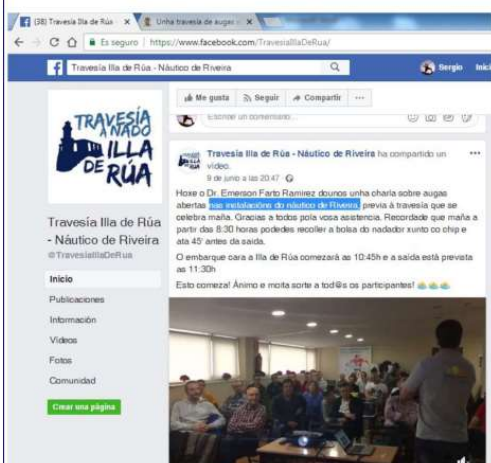 (38) Travesía Illa de Rúa
Unha travesía de augas
Es seguro https://www.facebook.com/TravesiaIllaDeRua/
Travesía Illa de Rúa - Náutico de Riveira
Sergio Inici
Me gusta Seguir Compartir ...
Escribe un comentario...
TRAVESÍA
A NADO
ILLA
DE RÚA
Travesía Illa de Rúa - Náutico de Riveira ha compartido un
vídeo.
9 de junio a las 20:47
Hoxe o Dr. Emerson Farto Ramirez dounos unha charla sobre augas
abertas nas instalacións do náutico de Riveira, previa á travesía que se
celebra mañá. Gracias a todos pola vosa asistencia. Recordade que maña a
partir das 8:30 horas podedes recoller a bolsa do nadador xunto co chip e
ata 45' antes da saída.
O embarque cara a Illa de Rúa comezará as 10:45h e a saída está prevista
as 11:30h
Esto comeza! Ánimo e moita sorte a tod@s os participantes!
Travesía Illa de Rúa
- Náutico de Riveira
@TravesiaIllaDeRua
Inicio
Publicaciones
Información
Vídeos
Fotos
Comunidad
Crear una página